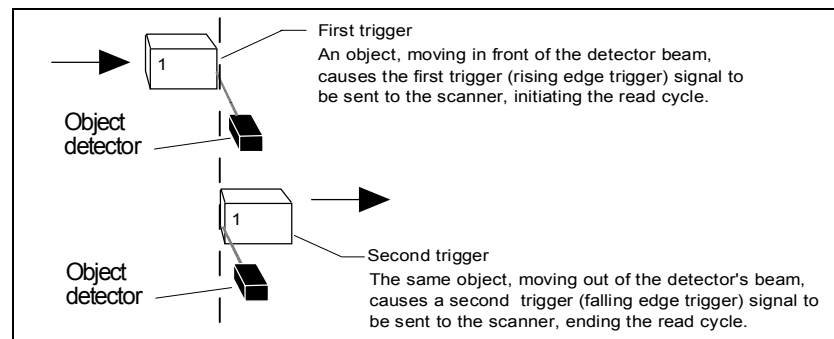 First trigger
An object, moving in front of the detector beam,
causes the first trigger (rising edge trigger) signal to
be sent to the scanner, initiating the read cycle.
1
Object
detector
1
Second trigger
Object
detector
The same object, moving out of the detector's beam,
causes a second trigger (falling edge trigger) signal to
be sent to the scanner, ending the read cycle.